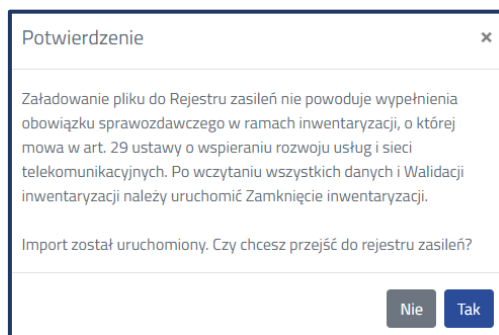 Potwierdzenie ×
Załadowanie pliku do Rejestru zasileń nie powoduje wypełnienia
obowiązku sprawozdawczego w ramach inwentaryzacji, o której
mowa w art. 29 ustawy o wspieraniu rozwoju usług i sieci
telekomunikacyjnych. Po wczytaniu wszystkich danych i Walidacji
inwentaryzacji należy uruchomić Zamknięcie inwentaryzacji.
Import został uruchomiony. Czy chcesz przejść do rejestru zasileń?
Nie Tak